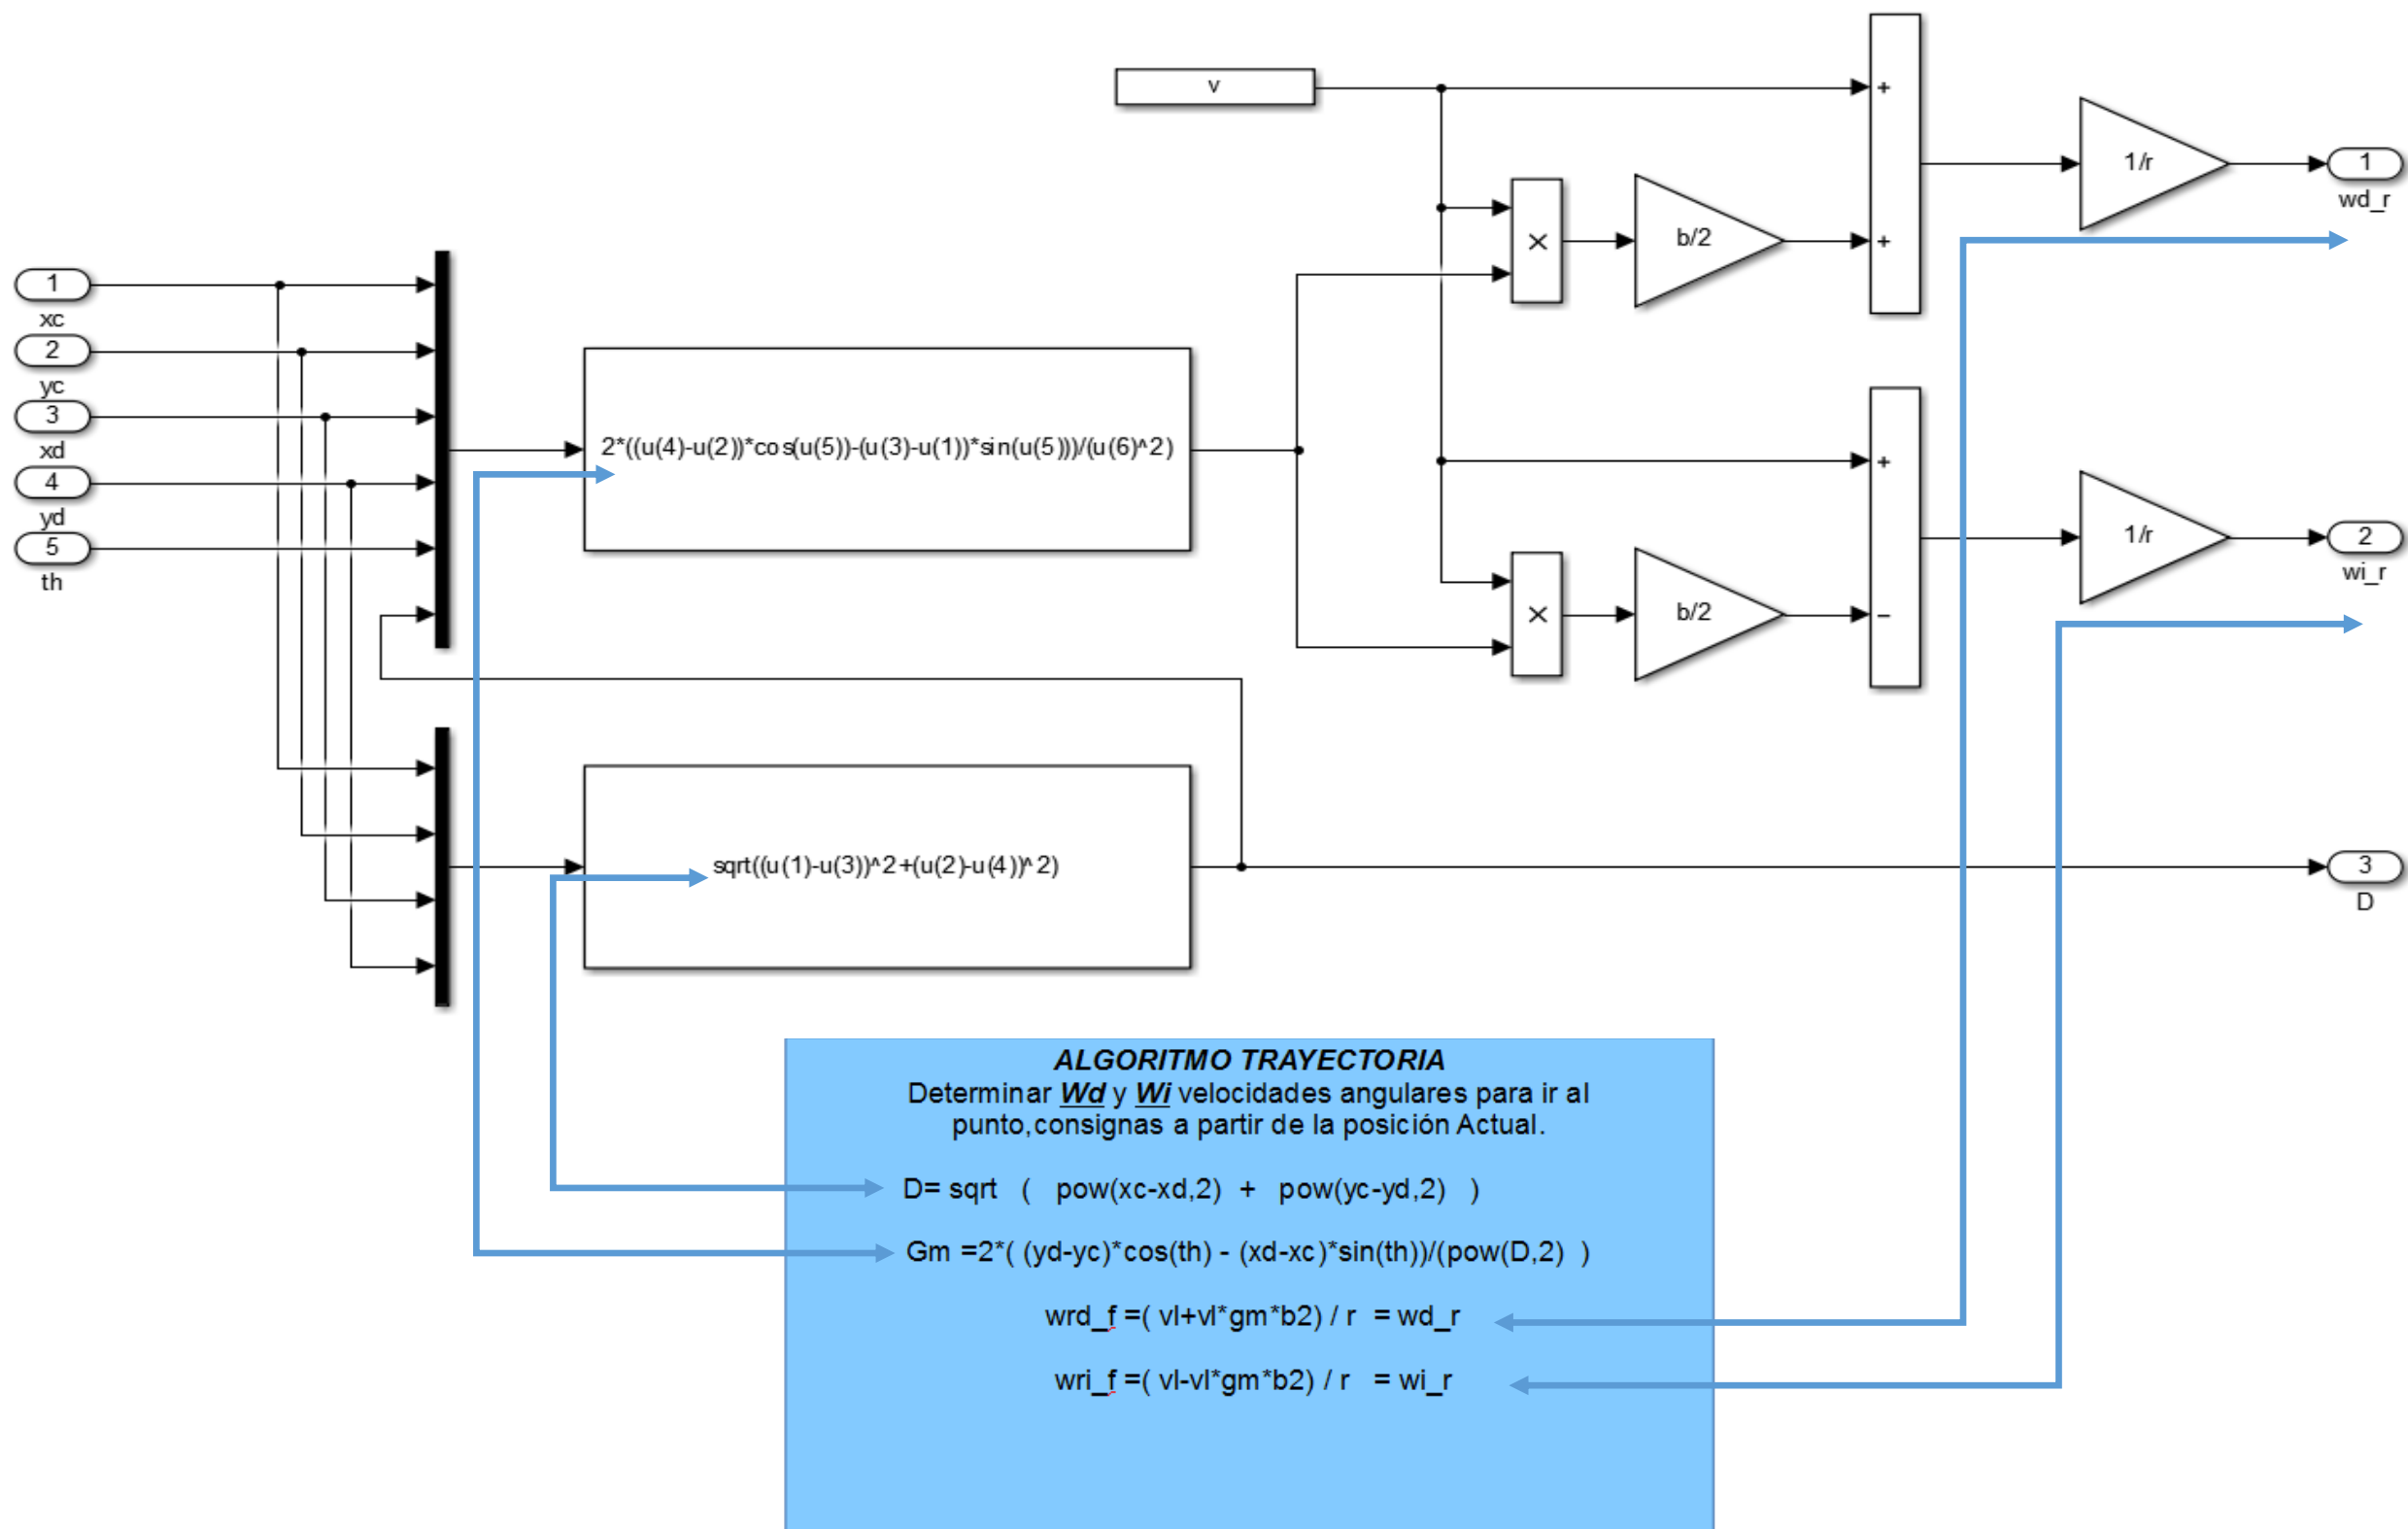 v
+
1/r
1
wd_r
×
b/2
+
1
xc
2
yc
3
xd
4
yd
5
th
2*((u(4)-u(2))*cos(u(5))-(u(3)-u(1))*sin(u(5)))/(u(6)^2)
+
1/r
2
wi_r
×
b/2
−
sqrt((u(1)-u(3))^2+(u(2)-u(4))^2)
3
D
ALGORITMO TRAYECTORIA
Determinar Wd y Wi velocidades angulares para ir al
punto,consignas a partir de la posición Actual.
D= sqrt ( pow(xc-xd,2) + pow(yc-yd,2) )
Gm =2*( (yd-yc)*cos(th) - (xd-xc)*sin(th))/(pow(D,2) )
wrd_f =( vl+vl*gm*b2) / r = wd_r
wri_f =( vl-vl*gm*b2) / r = wi_r